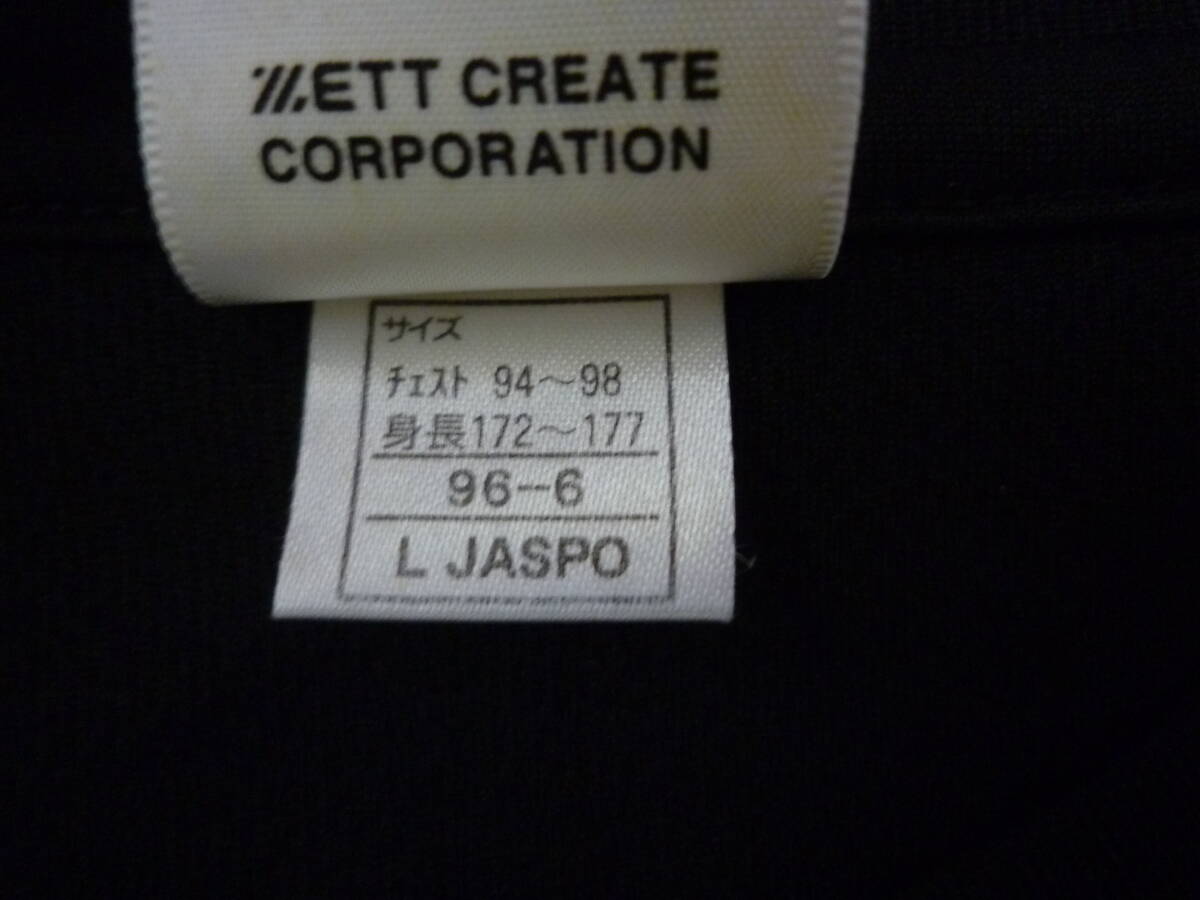 ZETT CREATE
CORPORATION
サイズ
ﾁｪｽﾄ 94～98
身長172～177
96-6
L JASPO